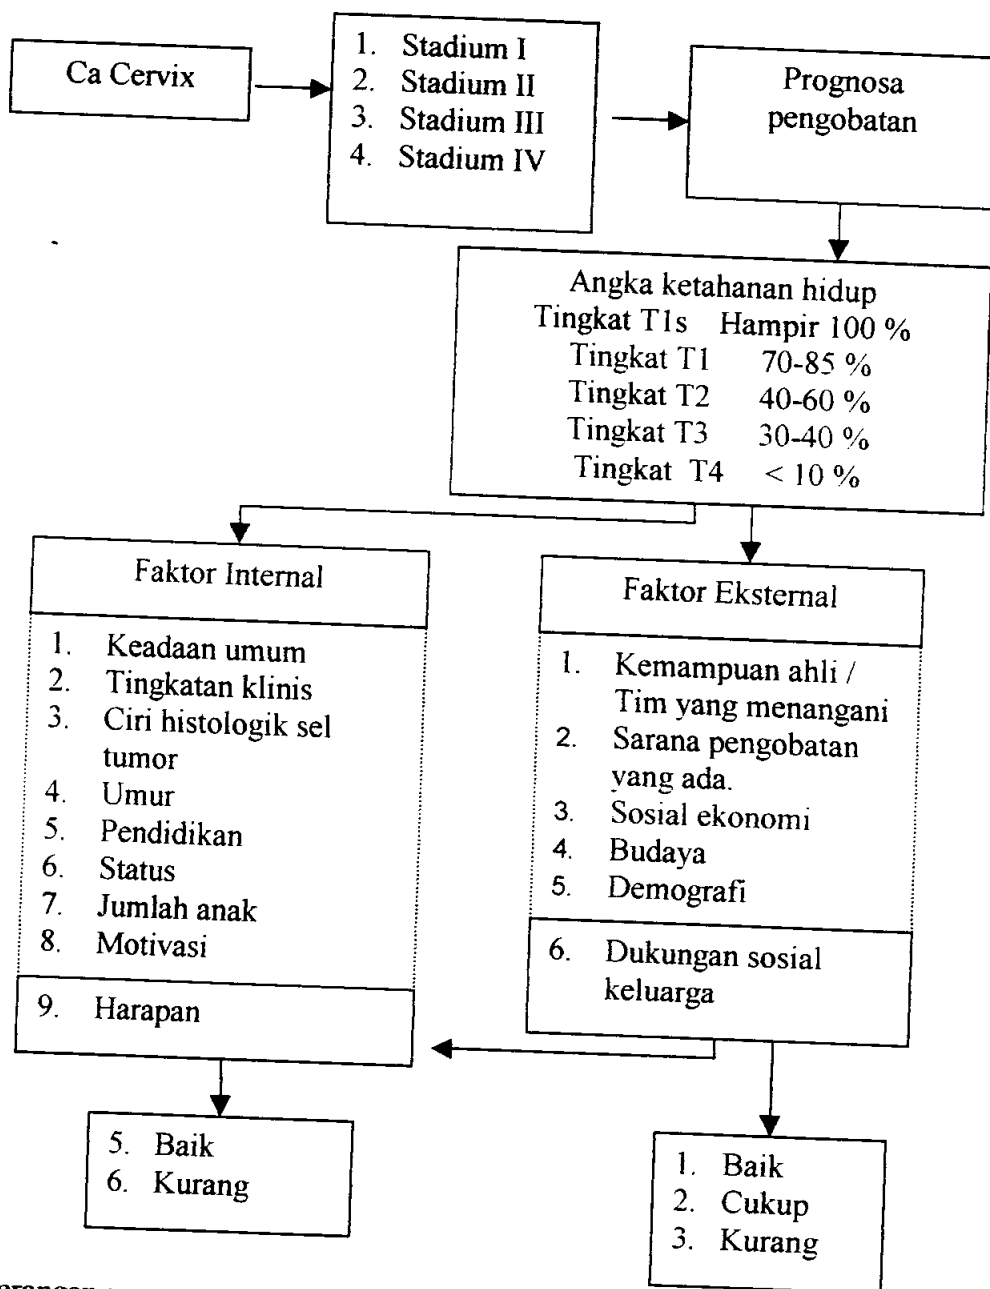 Ca Cervix
1. Stadium I
2. Stadium II
3. Stadium III
4. Stadium IV
Prognosa
pengobatan
Angka ketahanan hidup
Tingkat T1s Hampir 100 %
Tingkat T1 70-85 %
Tingkat T2 40-60 %
Tingkat T3 30-40 %
Tingkat T4 < 10 %
Faktor Internal
1. Keadaan umum
2. Tingkatan klinis
3. Ciri histologik sel
tumor
4. Umur
5. Pendidikan
6. Status
7. Jumlah anak
8. Motivasi
9. Harapan
Faktor Eksternal
1. Kemampuan ahli /
Tim yang menangani
2. Sarana pengobatan
yang ada.
3. Sosial ekonomi
4. Budaya
5. Demografi
6. Dukungan sosial
keluarga
5. Baik
6. Kurang
1. Baik
2. Cukup
3. Kurang